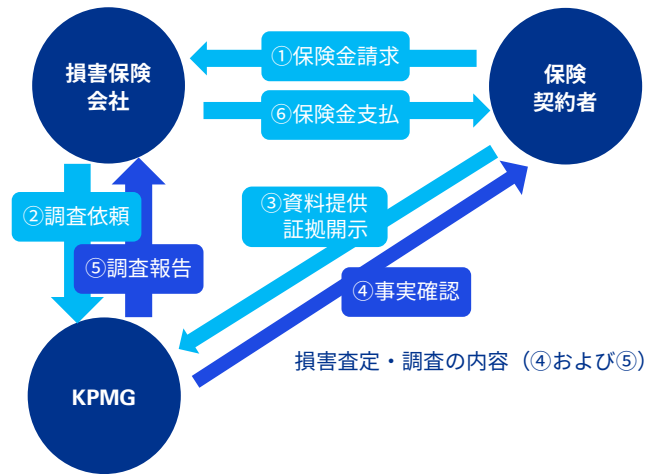 損害保険
会社
①保険金請求
⑥保険金支払
保険
契約者
②調査依頼
⑤調査報告
③資料提供
証拠開示
④事実確認
KPMG
損害査定・調査の内容（④および⑤）